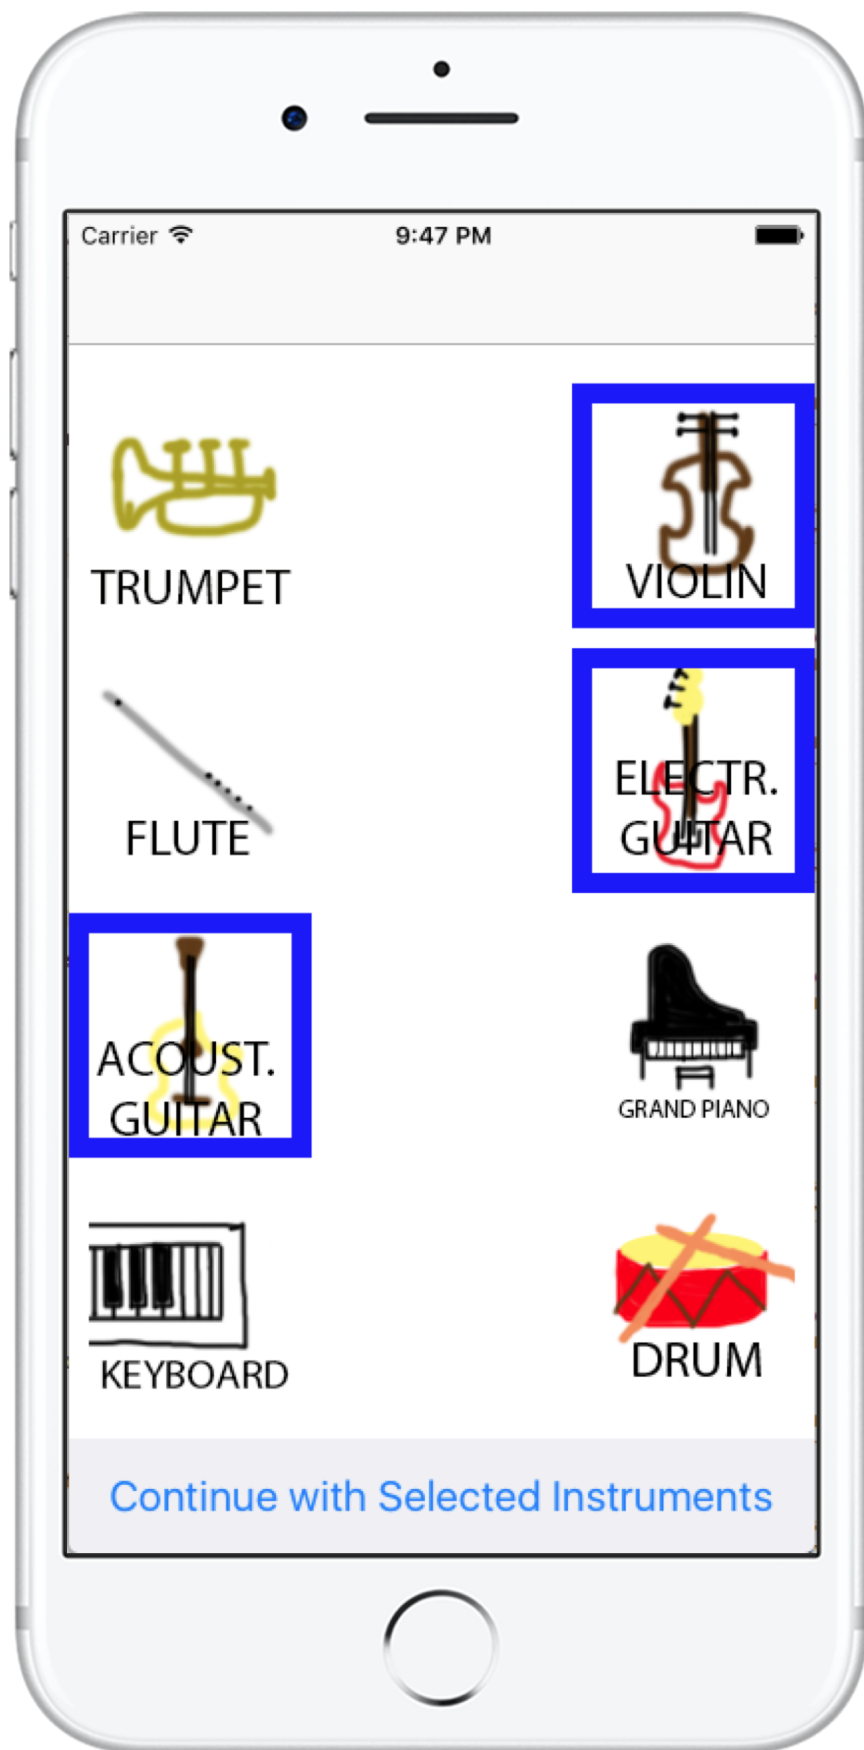 Carrier
9:47 PM
TRUMPET
VIOLIN
FLUTE
ELECTR.
GUITAR
ACOUST.
GUITAR
GRAND PIANO
KEYBOARD
DRUM
Continue with Selected Instruments